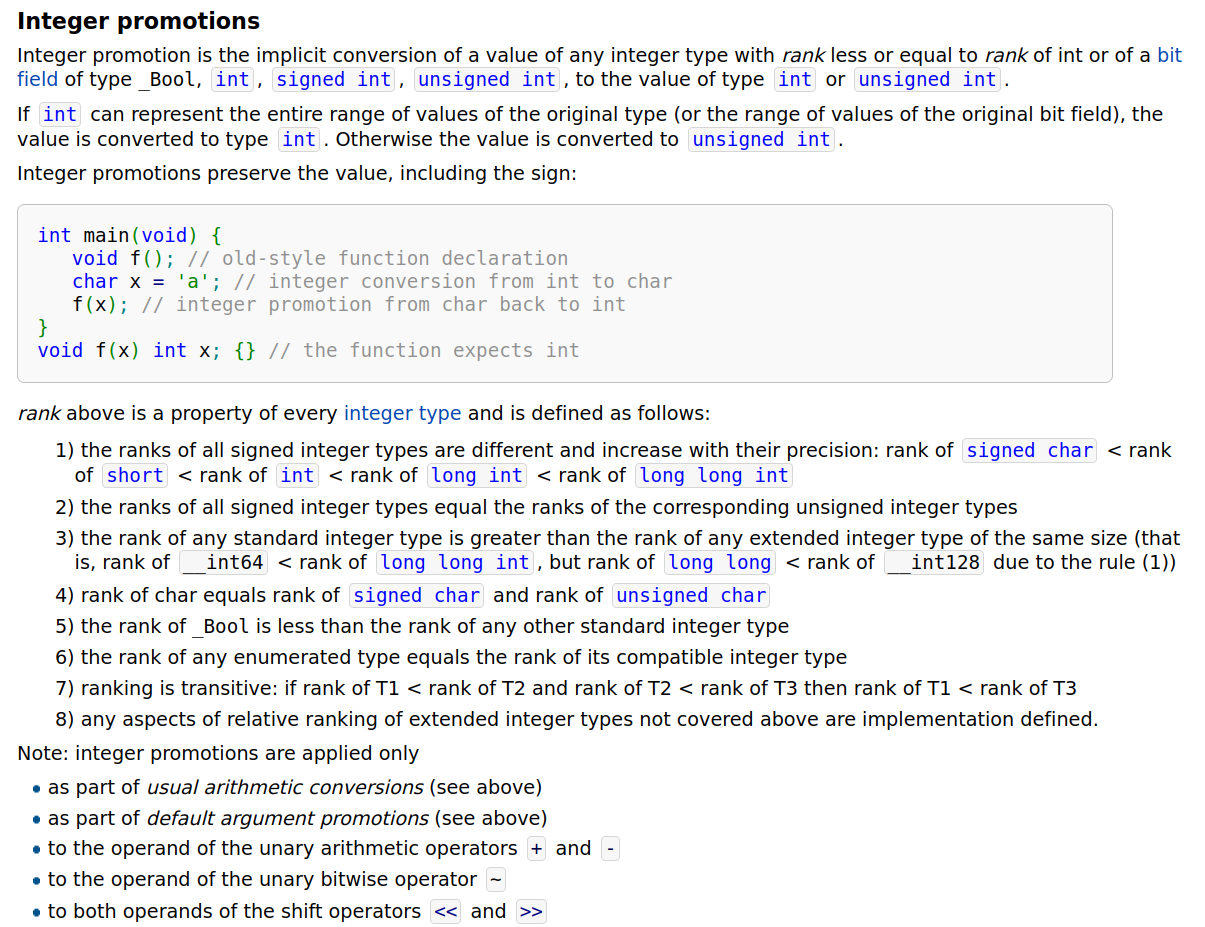 Integer promotions
Integer promotion is the implicit conversion of a value of any integer type with rank less or equal to rank of int or of a bit
field of type _Bool, int, signed int, unsigned int, to the value of type int or unsigned int.
If int can represent the entire range of values of the original type (or the range of values of the original bit field), the
value is converted to type int. Otherwise the value is converted to unsigned int.
Integer promotions preserve the value, including the sign:
int main(void) {
   void f(); // old-style function declaration
   char x = 'a'; // integer conversion from int to char
   f(x); // integer promotion from char back to int
}
void f(x) int x; {} // the function expects int
rank above is a property of every integer type and is defined as follows:
1) the ranks of all signed integer types are different and increase with their precision: rank of signed char < rank
of short < rank of int < rank of long int < rank of long long int
2) the ranks of all signed integer types equal the ranks of the corresponding unsigned integer types
3) the rank of any standard integer type is greater than the rank of any extended integer type of the same size (that
is, rank of __int64 < rank of long long int, but rank of long long < rank of __int128 due to the rule (1))
4) rank of char equals rank of signed char and rank of unsigned char
5) the rank of _Bool is less than the rank of any other standard integer type
6) the rank of any enumerated type equals the rank of its compatible integer type
7) ranking is transitive: if rank of T1 < rank of T2 and rank of T2 < rank of T3 then rank of T1 < rank of T3
8) any aspects of relative ranking of extended integer types not covered above are implementation defined.
Note: integer promotions are applied only
• as part of usual arithmetic conversions (see above)
• as part of default argument promotions (see above)
• to the operand of the unary arithmetic operators + and -
• to the operand of the unary bitwise operator ~
• to both operands of the shift operators << and >>